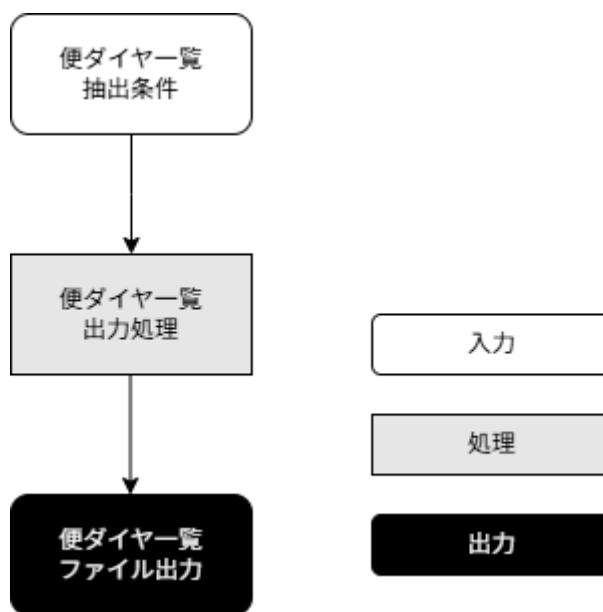 便ダイヤ一覧
抽出条件
便ダイヤ一覧
出力処理
便ダイヤ一覧
ファイル出力
入力
処理
出力